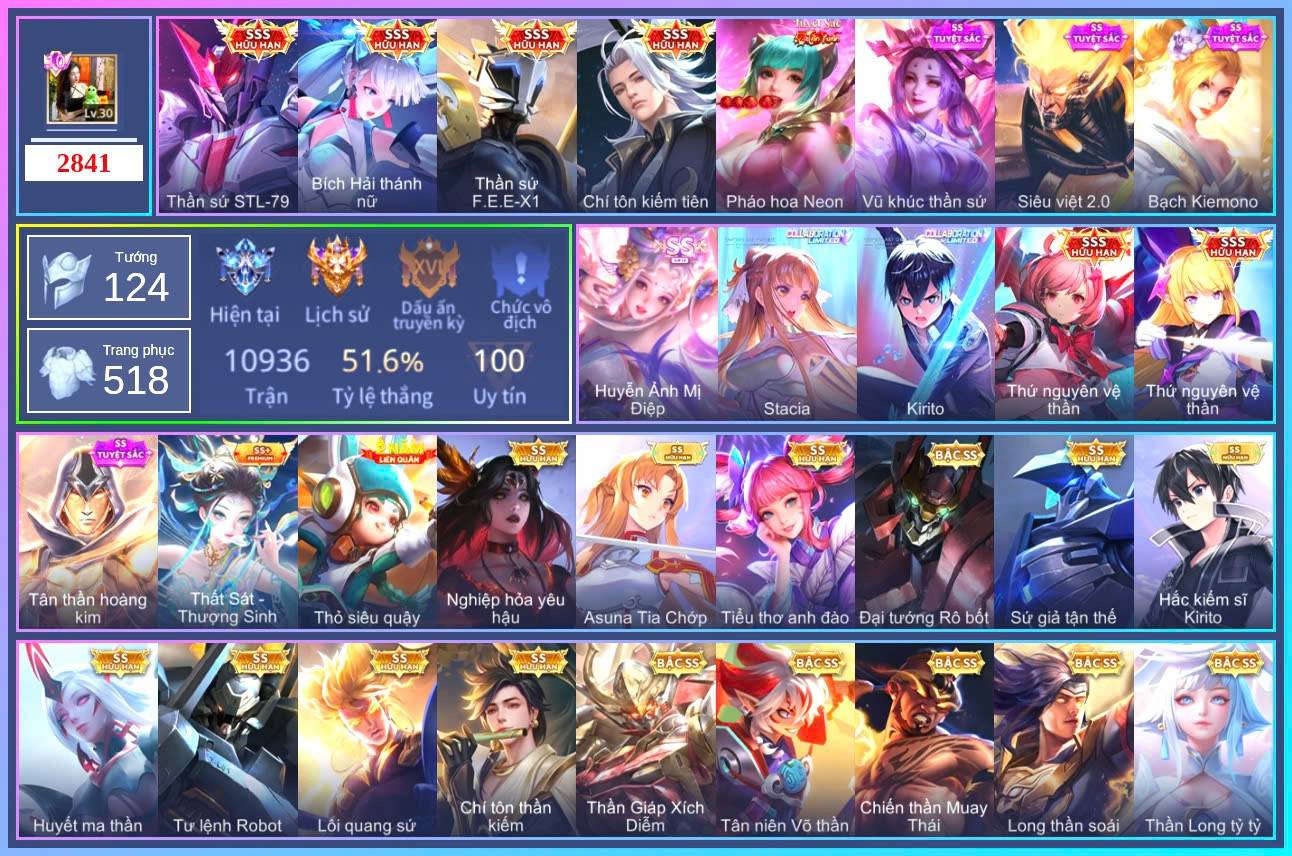 Lv.30
2841
SSS
HỮU HẠN
Thần sứ STL-79
SSS
HỮU HẠN
Bích Hải thánh
nữ
SSS
HỮU HẠN
Thần sứ
F.E.E-X1
SSS
HỮU HẠN
Chí tôn kiếm tiên
Pháo hoa Neon
SS
TUYỆT SẮC
Vũ khúc thần sứ
SS
TUYỆT SẮC
Siêu việt 2.0
SS
TUYỆT SẮC
Bạch Kiemono
Tướng
124
Trang phục
518
Hiện tại
Lịch sử
XVI
Dấu ấn
truyền kỳ
Chức vô
địch
10936
Trận
51.6%
Tỷ lệ thắng
100
Uy tín
SS
Huyễn Ảnh Mị
Điệp
COLLABORATION
LIMITED
Stacia
COLLABORATION
LIMITED
Kirito
SSS
HỮU HẠN
Thứ nguyên vệ
thần
SSS
HỮU HẠN
Thứ nguyên vệ
thần
SS
TUYỆT SẮC
Tân thần hoàng
kim
SS+
PREMIUM
Thất Sát -
Thượng Sinh
LIÊN QUÂN
Thỏ siêu quậy
SS
HỮU HẠN
Nghiệp hỏa yêu
hậu
SS
HỮU HẠN
Asuna Tia Chớp
SS
HỮU HẠN
Tiểu thơ anh đào
BẬC SS
Đại tướng Rô bốt
SS
HỮU HẠN
Sứ giả tận thế
SS
HỮU HẠN
Hắc kiếm sĩ
Kirito
SS
HỮU HẠN
Huyết ma thần
SS
HỮU HẠN
Tư lệnh Robot
SS
HỮU HẠN
Lôi quang sứ
SS
HỮU HẠN
Chí tôn thần
kiếm
BẬC SS
Thần Giáp Xích
Diễm
BẬC SS
Tân niên Võ thần
BẬC SS
Chiến thần Muay
Thái
BẬC SS
Long thần soái
BẬC SS
Thần Long tỷ tỷ